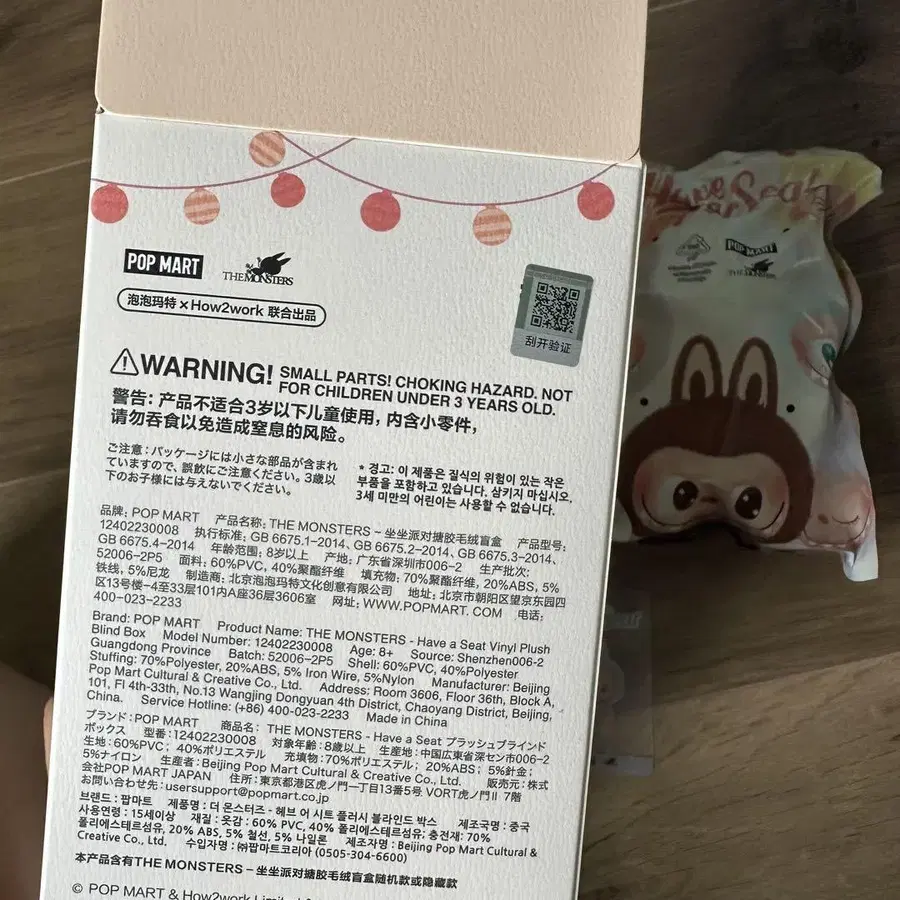 POP MART
THE MONSTERS
泡泡玛特 × How2work 联合出品
刮开验证
WARNING! SMALL PARTS! CHOKING HAZARD. NOT
FOR CHILDREN UNDER 3 YEARS OLD.
警告: 产品不适合3岁以下儿童使用, 内含小零件,
请勿吞食以免造成窒息的风险。
ご注意：パッケージには小さな部品が含まれ
ていますので、誤飲にご注意ください。3歳以
下のお子様には与えないでください。
* 경고: 이 제품은 질식의 위험이 있는 작은
부품을 포함하고 있습니다. 삼키지 마십시오.
3세 미만의 어린이는 사용할 수 없습니다.
品牌: POP MART 产品名称: THE MONSTERS – 坐坐派对搪胶毛绒盲盒 产品型号:
12402230008 执行标准: GB 6675.1-2014、GB 6675.2-2014、GB 6675.3-2014、
GB 6675.4-2014 年龄范围: 8岁以上 产地: 广东省深圳市006-2 生产批次:
52006-2P5 面料: 60%PVC, 40%聚酯纤维 填充物: 70%聚酯纤维, 20%ABS, 5%
铁线, 5%尼龙 制造商: 北京泡泡玛特文化创意有限公司 地址: 北京市朝阳区望京东园四
区13号楼-4至33层101内A座36层3606室 网址: WWW.POPMART.COM 电话:
400-023-2233
Brand: POP MART Product Name: THE MONSTERS - Have a Seat Vinyl Plush
Blind Box Model Number: 12402230008 Age: 8+ Source: Shenzhen006-2
Guangdong Province Batch: 52006-2P5 Shell: 60%PVC, 40%Polyester
Stuffing: 70%Polyester, 20%ABS, 5% Iron Wire, 5%Nylon Manufacturer: Beijing
Pop Mart Cultural & Creative Co., Ltd. Address: Room 3606, Floor 36th, Block A,
101, Fl 4th-33th, No.13 Wangjing Dongyuan 4th District, Chaoyang District, Beijing,
China. Service Hotline: (+86) 400-023-2233 Made in China
ブランド: POP MART 商品名: THE MONSTERS - Have a Seat プラッシュブラインド
ボックス 型番: 12402230008 対象年齢: 8歳以上 生産地: 中国広東省深セン市006-2
生地: 60%PVC； 40%ポリエステル 充填物: 70%ポリエステル； 20%ABS； 5%針金；
5%ナイロン 生産者: Beijing Pop Mart Cultural & Creative Co., Ltd. 販売元: 株式
会社POP MART JAPAN 住所: 東京都港区虎ノ門一丁目13番5号 VORT虎ノ門II 7階
お問い合わせ先: usersupport@popmart.co.jp
브랜드 : 팝마트 제품명 : 더 몬스터즈 - 헤브 어 시트 플러시 블라인드 박스 제조국명 : 중국
사용연령 : 15세이상 재질 : 옷감 : 60% PVC, 40% 폴리에스테르섬유; 충전재: 70%
폴리에스테르섬유, 20% ABS, 5% 철선, 5% 나일론 제조자명 : Beijing Pop Mart Cultural &
Creative Co., Ltd. 수입자명 : ㈜팝마트코리아 (0505-304-6600)
本产品含有THE MONSTERS – 坐坐派对搪胶毛绒盲盒随机款或隐藏款
© POP MART & How2work Limited
Have a Seat
POP MART
THE MONSTERS